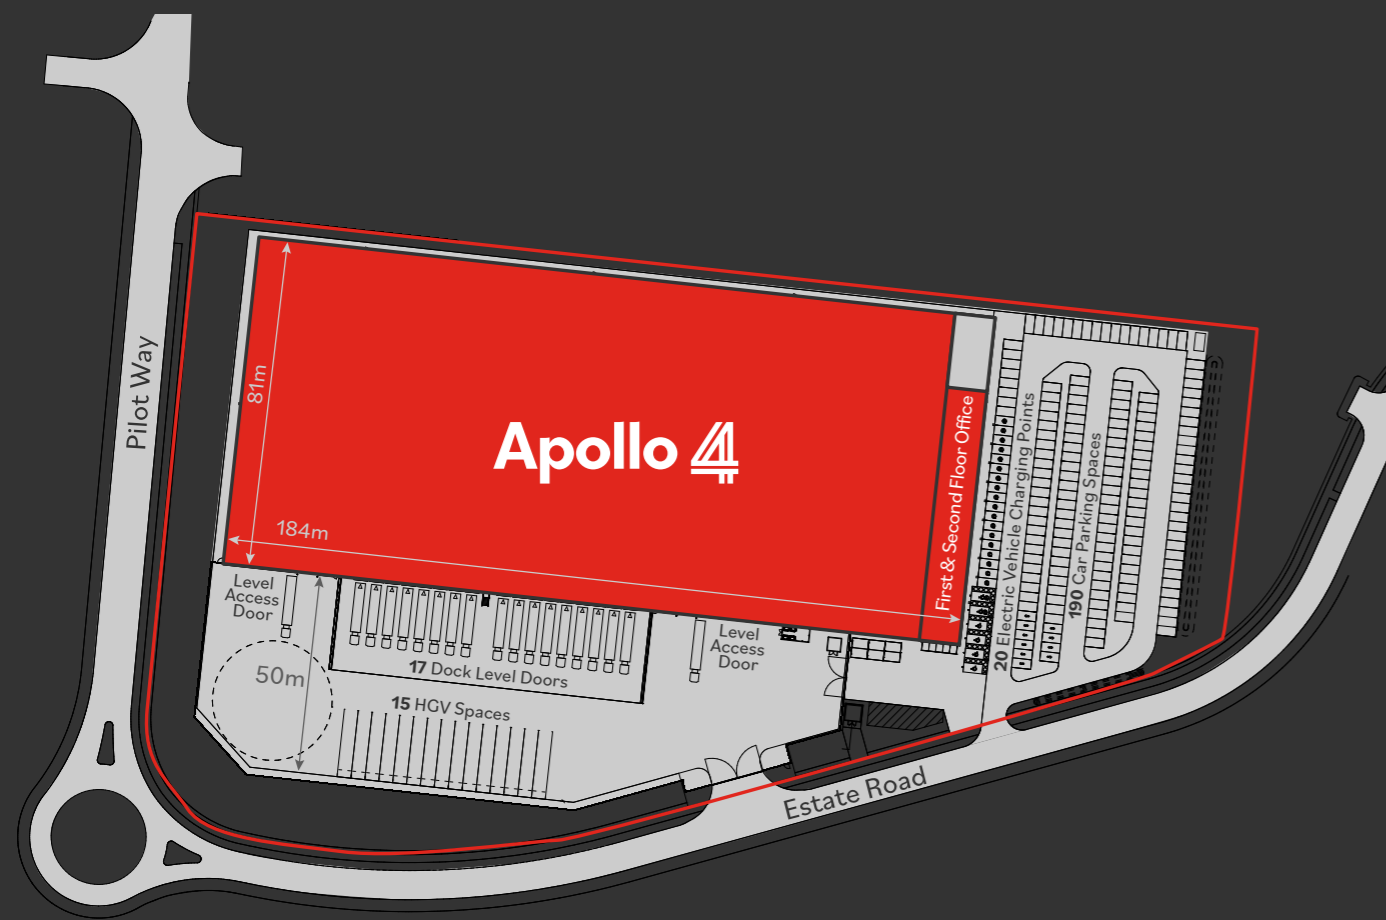 Pilot Way
81m
184m
Apollo 4
First & Second Floor Office
20 Electric Vehicle Charging Points
190 Car Parking Spaces
Level
Access
Door
17 Dock Level Doors
Level
Access
Door
50m
15 HGV Spaces
Estate Road